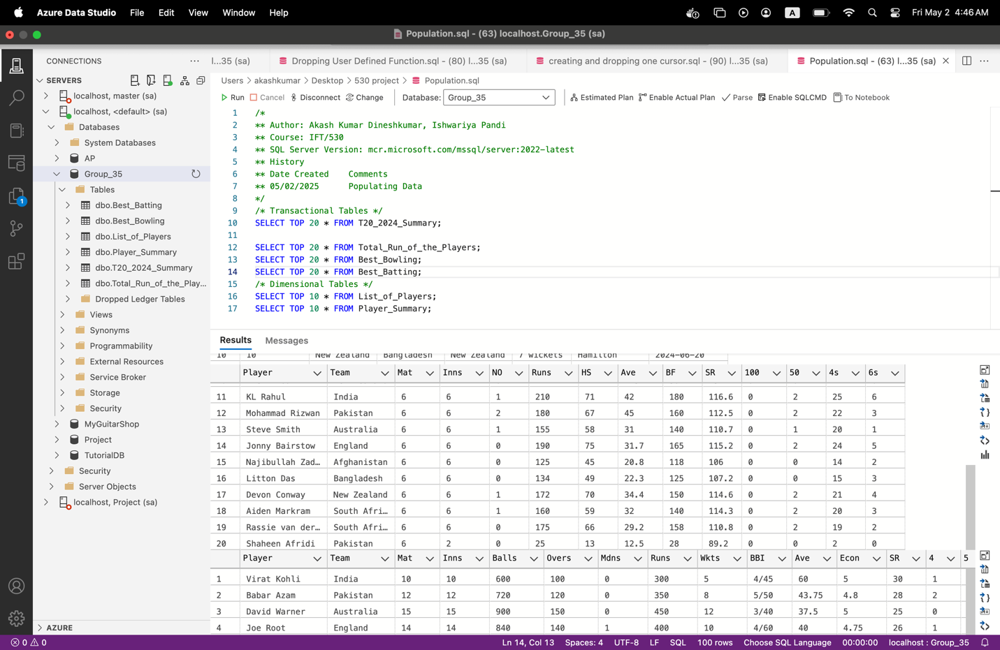 Azure Data Studio File Edit View Window Help A Fri May 2 4:46 AM
Population.sql - (63) localhost.Group_35 (sa)
CONNECTIONS ...
l...35 (sa) Dropping User Defined Function.sql - (80) l...35 (sa) creating and dropping one cursor.sql - (90) l...35 (sa) Population.sql - (63) l...35 (sa)
SERVERS
localhost, master (sa)
localhost, <default> (sa)
Databases
System Databases
AP
Group_35
Tables
dbo.Best_Batting
dbo.Best_Bowling
dbo.List_of_Players
dbo.Player_Summary
dbo.T20_2024_Summary
dbo.Total_Run_of_the_Play...
Dropped Ledger Tables
Views
Synonyms
Programmability
External Resources
Service Broker
Storage
Security
MyGuitarShop
Project
TutorialDB
Security
Server Objects
localhost, Project (sa)
1
AZURE
Users > akashkumar > Desktop > 530 project > Population.sql
Run Cancel Disconnect Change Database: Group_35 Estimated Plan Enable Actual Plan Parse Enable SQLCMD To Notebook
1 /*
2 ** Author: Akash Kumar Dineshkumar, Ishwariya Pandi
3 ** Course: IFT/530
4 ** SQL Server Version: mcr.microsoft.com/mssql/server:2022-latest
5 ** History
6 ** Date Created    Comments
7 ** 05/02/2025      Populating Data
8 */
9 /* Transactional Tables */
10 SELECT TOP 20 * FROM T20_2024_Summary;
11
12 SELECT TOP 20 * FROM Total_Run_of_the_Players;
13 SELECT TOP 20 * FROM Best_Bowling;
14 SELECT TOP 20 * FROM Best_Batting;
15 /* Dimensional Tables */
16 SELECT TOP 10 * FROM List_of_Players;
17 SELECT TOP 10 * FROM Player_Summary;
Results Messages
10 10 New Zealand Bangladesh New Zealand 7 wickets Hamilton 2024-06-20
Player Team Mat Inns NO Runs HS Ave BF SR 100 50 4s 6s
11 KL Rahul India 6 6 1 210 71 42 180 116.6 0 2 25 6
12 Mohammad Rizwan Pakistan 6 6 2 180 67 45 160 112.5 0 2 22 3
13 Steve Smith Australia 6 6 1 155 58 31 140 110.7 0 1 20 1
14 Jonny Bairstow England 6 6 0 190 75 31.7 165 115.2 0 2 24 5
15 Najibullah Zad... Afghanistan 6 6 0 125 45 20.8 118 106 0 0 14 2
16 Litton Das Bangladesh 6 6 0 134 49 22.3 125 107.2 0 0 15 3
17 Devon Conway New Zealand 6 6 1 172 70 34.4 150 114.6 0 2 21 4
18 Aiden Markram South Afri... 6 6 1 160 59 32 140 114.3 0 2 20 3
19 Rassie van der... South Afri... 6 6 0 175 66 29.2 158 110.8 0 2 19 2
20 Shaheen Afridi Pakistan 6 2 0 25 13 12.5 28 89.2 0 0 2 0
Player Team Mat Inns Balls Overs Mdns Runs Wkts BBI Ave Econ SR 4 5
1 Virat Kohli India 10 10 600 100 0 300 5 4/45 60 5 30 1
2 Babar Azam Pakistan 12 12 720 120 0 350 8 5/50 43.75 4.8 28 2
3 David Warner Australia 15 15 900 150 0 450 12 3/40 37.5 5 25 0
4 Joe Root England 14 14 840 140 1 400 10 4/60 40 4.75 26 1
0 0 Ln 14, Col 13 Spaces: 4 UTF-8 LF SQL 100 rows Choose SQL Language 00:00:00 localhost : Group_35